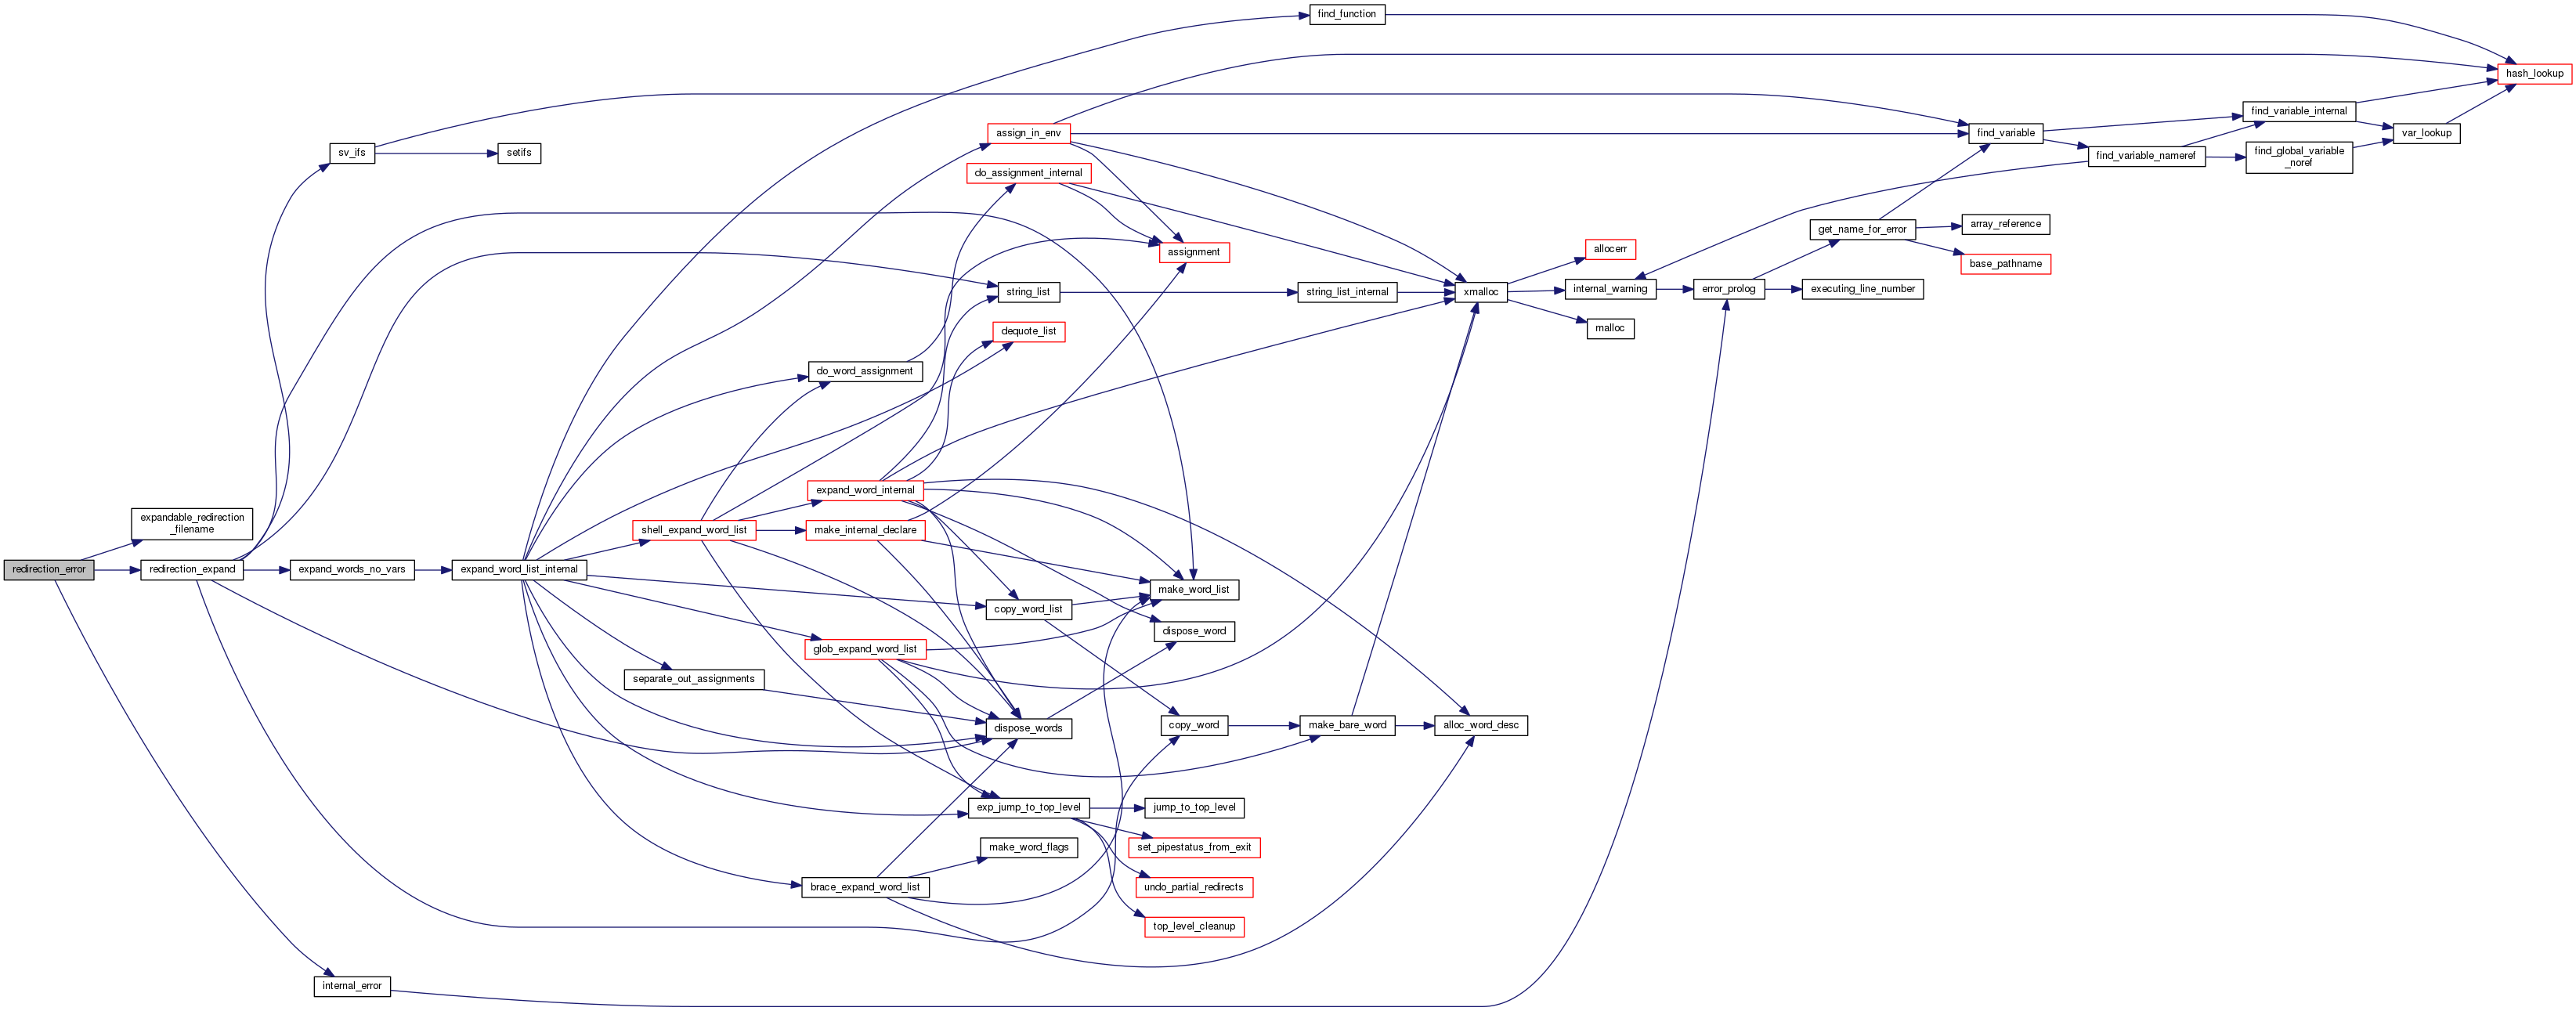 redirection_error
expandable_redirection
_filename
redirection_expand
internal_error
sv_ifs
setifs
expand_words_no_vars
expand_word_list_internal
find_function
assign_in_env
do_assignment_internal
assignment
string_list
string_list_internal
dequote_list
do_word_assignment
expand_word_internal
shell_expand_word_list
make_internal_declare
make_word_list
copy_word_list
dispose_word
glob_expand_word_list
separate_out_assignments
dispose_words
copy_word
make_bare_word
alloc_word_desc
exp_jump_to_top_level
jump_to_top_level
set_pipestatus_from_exit
make_word_flags
brace_expand_word_list
undo_partial_redirects
top_level_cleanup
xmalloc
allocerr
internal_warning
malloc
error_prolog
get_name_for_error
executing_line_number
array_reference
base_pathname
find_variable
find_variable_nameref
find_variable_internal
find_global_variable
_noref
var_lookup
hash_lookup